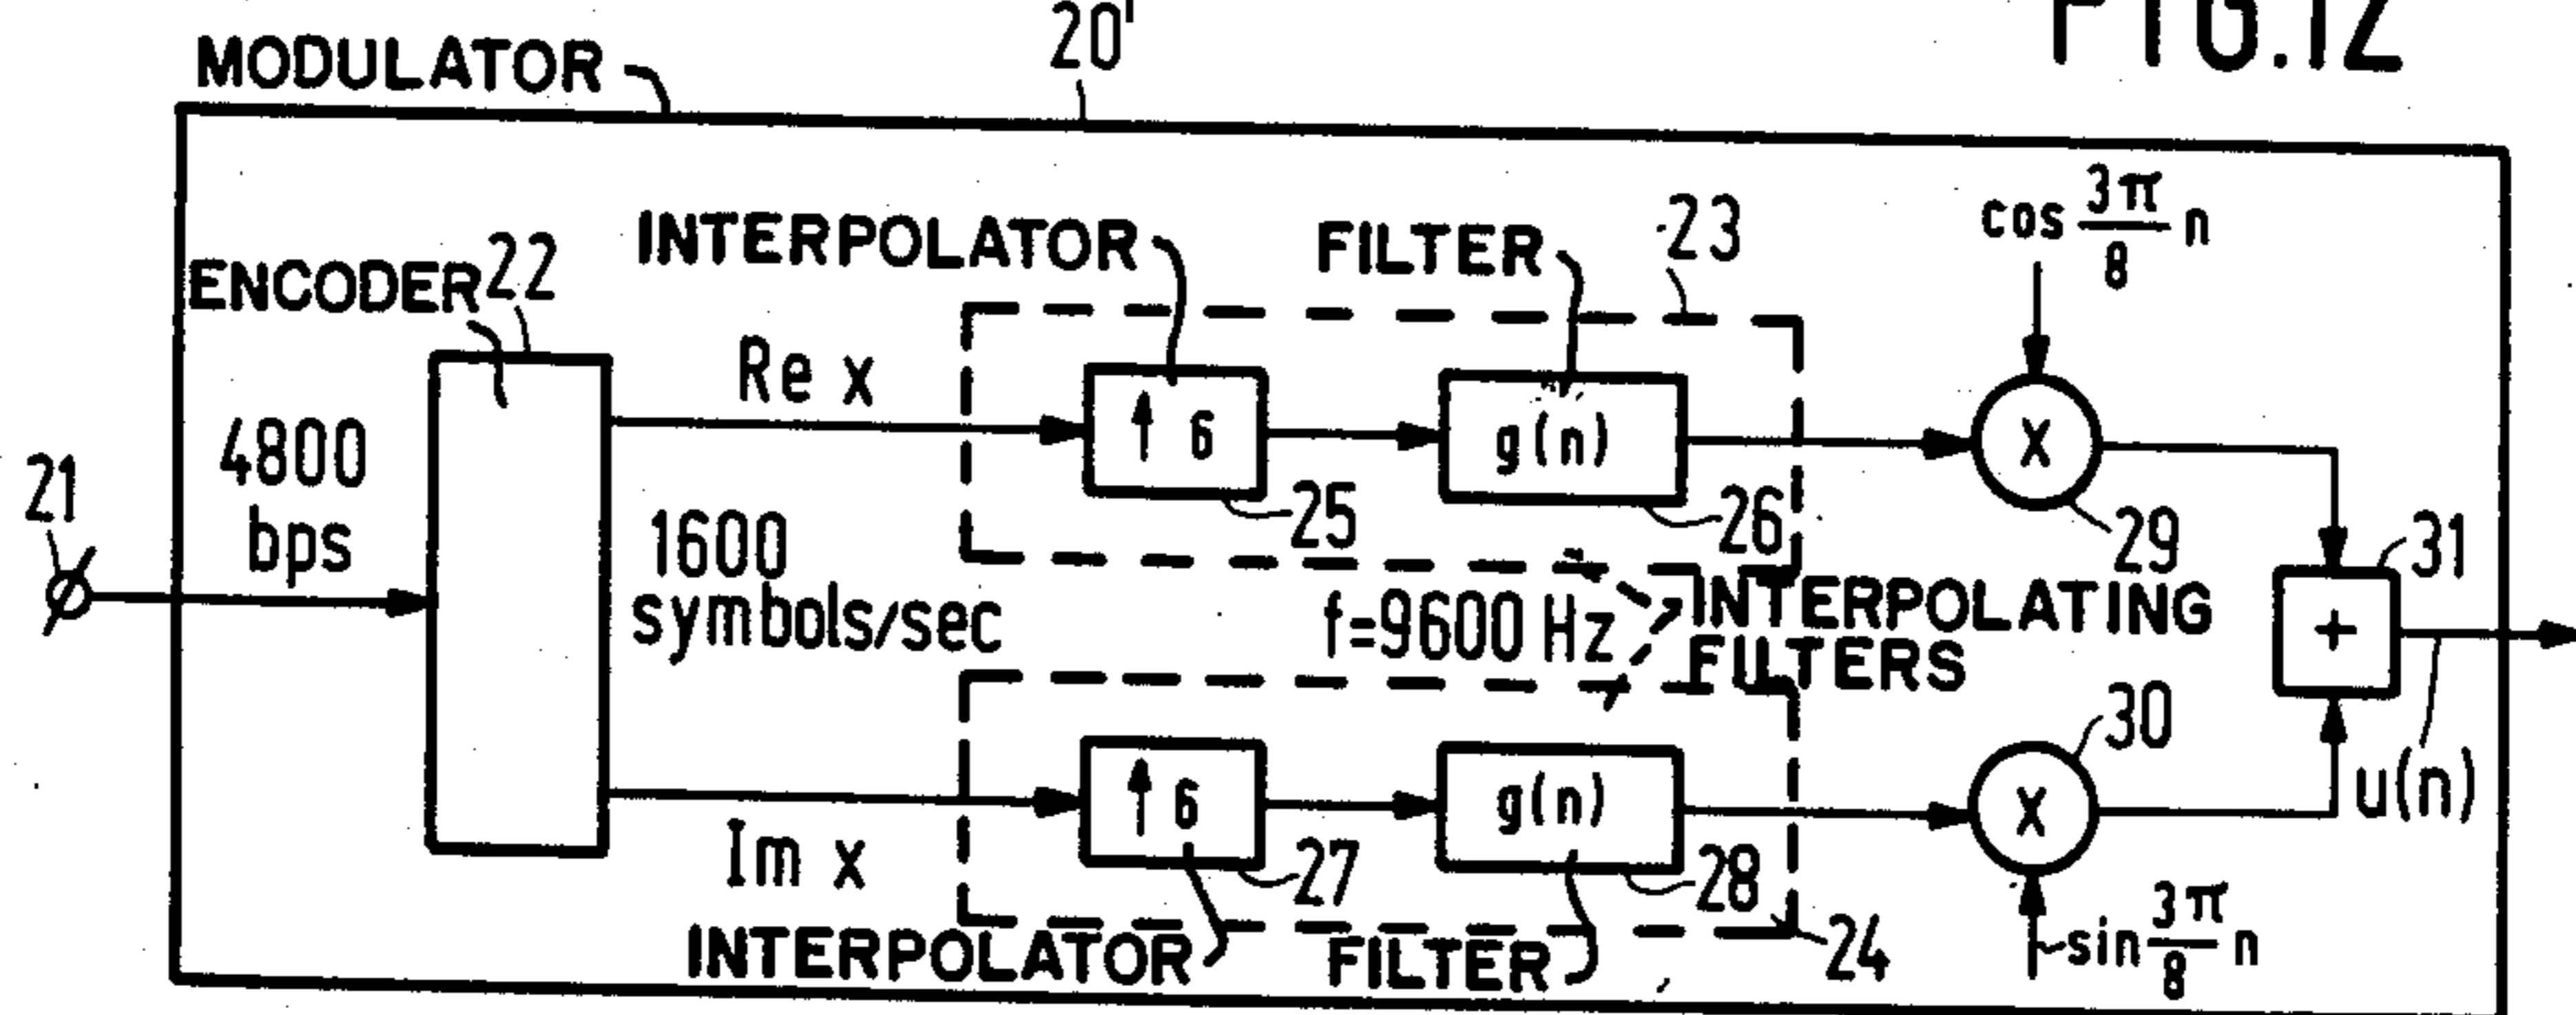 FIG.12
20'
MODULATOR
ENCODER 22
INTERPOLATOR
FILTER
23
cos 3π/8 n
21
4800
bps
Re x
↑ 6
25
g(n)
26
X
29
1600
symbols/sec
f=9600 Hz
INTERPOLATING
FILTERS
31
+
u(n)
Im x
↑ 6
27
g(n)
28
X
30
INTERPOLATOR
FILTER
24
sin 3π/8 n